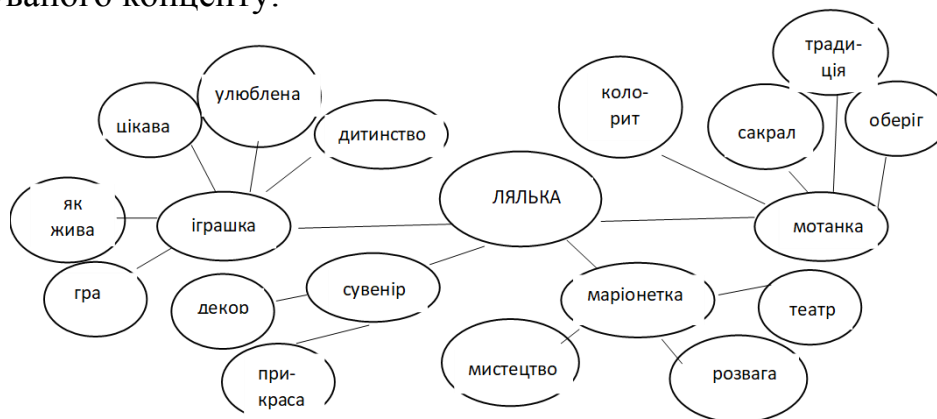 ваного концепту.
тради-
ція
улюблена
коло-
рит
цікава
дитинство
сакрал
оберіг
ЛЯЛЬКА
як
жива
іграшка
мотанка
гра
декор
сувенір
маріонетка
театр
мистецтво
розвага
при-
краса